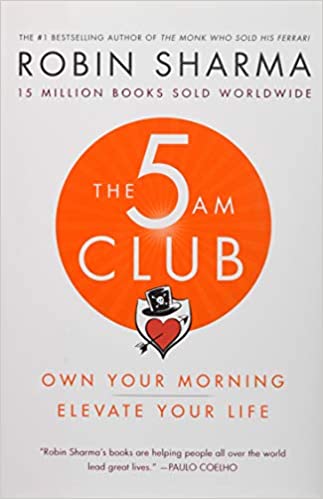 THE #1 BESTSELLING AUTHOR OF THE MONK WHO SOLD HIS FERRARI
ROBIN SHARMA
15 MILLION BOOKS SOLD WORLDWIDE
THE 5 AM
CLUB
OWN YOUR MORNING
ELEVATE YOUR LIFE
"Robin Sharma's books are helping people all over the world
lead great lives." —PAULO COELHO